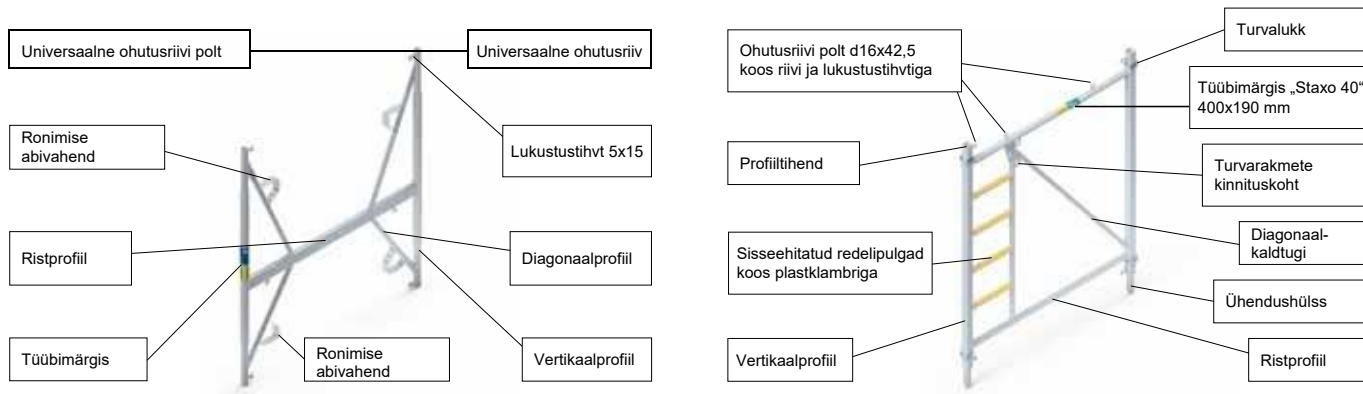 Universaalne ohutusriivi polt
Universaalne ohutusriiv
Ronimise
abivahend
Lukustustihvt 5x15
Ristprofiil
Diagonaalprofiil
Tüübimärgis
Ronimise
abivahend
Vertikaalprofiil
Ohutusriivi polt d16x42,5
koos riivi ja lukustustihvtiga
Turvalukk
Tüübimärgis „Staxo 40“
400x190 mm
Profiiltihend
Turvarakmete
kinnituskoht
Sisseehitatud redelipulgad
koos plastklambriga
Diagonaal-
kaldtugi
Ühendushülss
Vertikaalprofiil
Ristprofiil